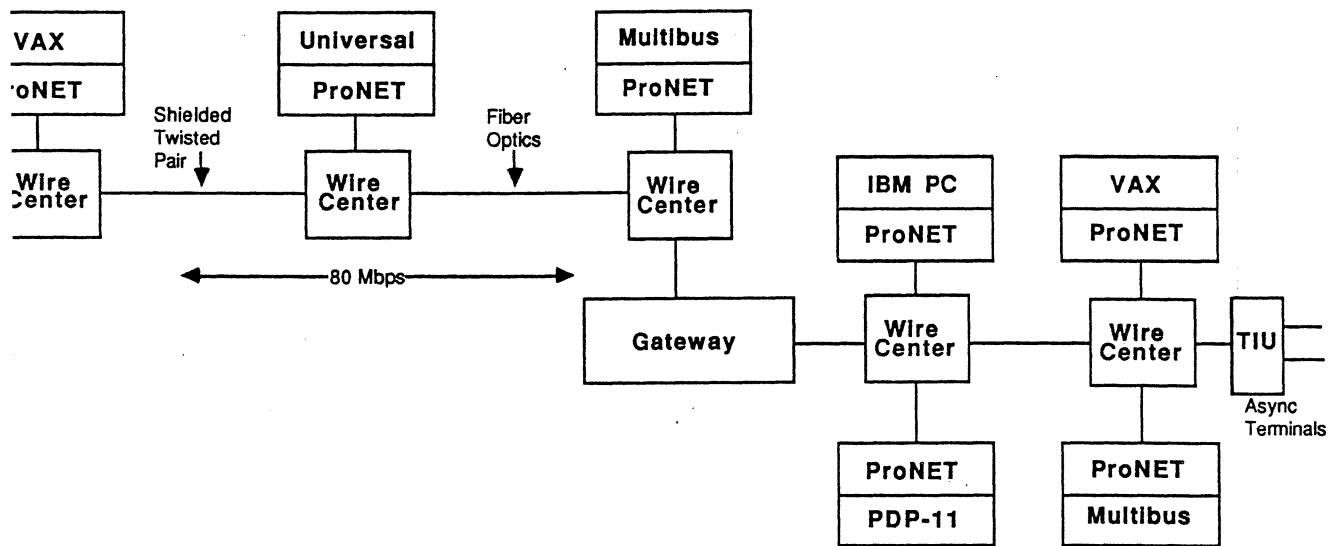 VAX
roNET
Universal
ProNET
Multibus
ProNET
Shielded
Twisted
Pair
Fiber
Optics
Wire
Center
Wire
Center
Wire
Center
80 Mbps
IBM PC
ProNET
VAX
ProNET
Gateway
Wire
Center
Wire
Center
TIU
Async
Terminals
ProNET
PDP-11
ProNET
Multibus